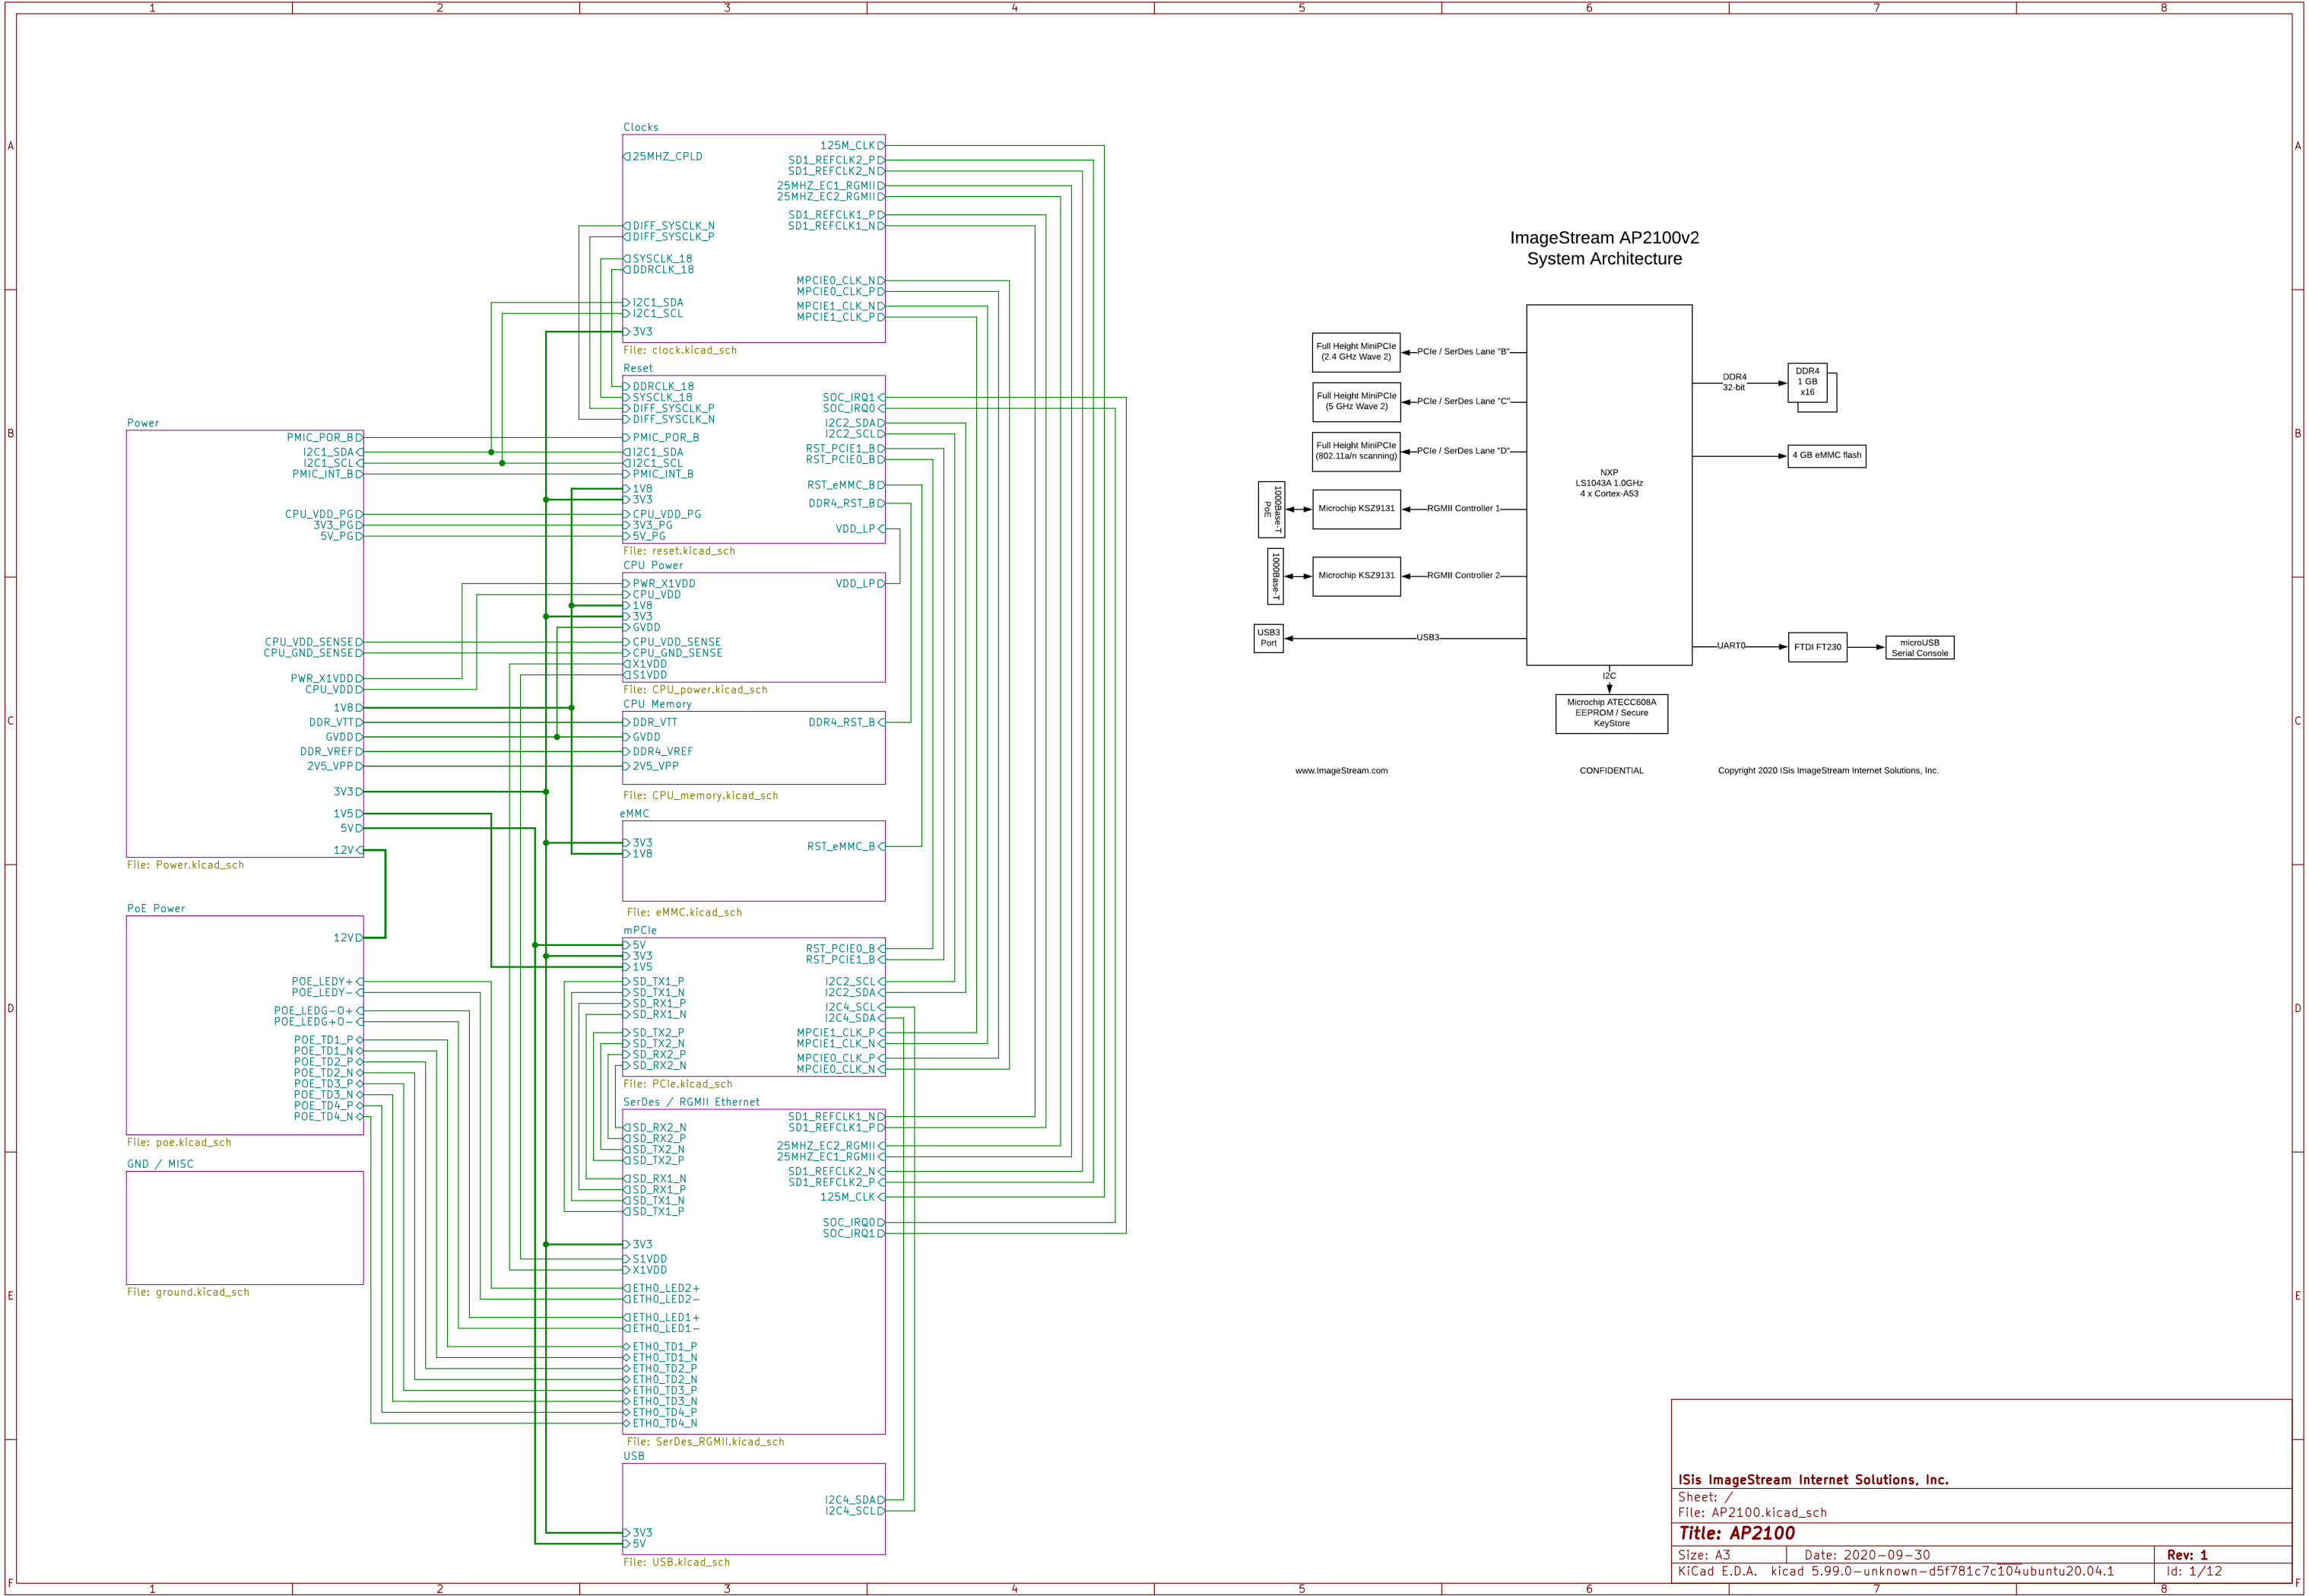 1 2 3 4 5 6 7 8
A
B
C
D
E
F
Clocks
25MHZ_CPLD
DIFF_SYSCLK_N
DIFF_SYSCLK_P
SYSCLK_18
DDRCLK_18
I2C1_SDA
I2C1_SCL
3V3
125M_CLK
SD1_REFCLK2_P
SD1_REFCLK2_N
25MHZ_EC1_RGMII
25MHZ_EC2_RGMII
SD1_REFCLK1_P
SD1_REFCLK1_N
MPCIE0_CLK_N
MPCIE0_CLK_P
MPCIE1_CLK_N
MPCIE1_CLK_P
File: clock.kicad_sch
Reset
DDRCLK_18
SYSCLK_18
DIFF_SYSCLK_P
DIFF_SYSCLK_N
PMIC_POR_B
I2C1_SDA
I2C1_SCL
PMIC_INT_B
1V8
3V3
CPU_VDD_PG
3V3_PG
5V_PG
SOC_IRQ1
SOC_IRQ0
I2C2_SDA
I2C2_SCL
RST_PCIE1_B
RST_PCIE0_B
RST_eMMC_B
DDR4_RST_B
VDD_LP
File: reset.kicad_sch
Power
PMIC_POR_B
I2C1_SDA
I2C1_SCL
PMIC_INT_B
CPU_VDD_PG
3V3_PG
5V_PG
CPU_VDD_SENSE
CPU_GND_SENSE
PWR_X1VDD
CPU_VDD
1V8
DDR_VTT
GVDD
DDR_VREF
2V5_VPP
3V3
1V5
5V
12V
File: Power.kicad_sch
CPU Power
PWR_X1VDD
CPU_VDD
1V8
3V3
GVDD
CPU_VDD_SENSE
CPU_GND_SENSE
X1VDD
S1VDD
VDD_LP
File: CPU_power.kicad_sch
CPU Memory
DDR_VTT
GVDD
DDR4_VREF
2V5_VPP
DDR4_RST_B
File: CPU_memory.kicad_sch
eMMC
3V3
1V8
RST_eMMC_B
File: eMMC.kicad_sch
PoE Power
12V
POE_LEDY+
POE_LEDY-
POE_LEDG-O+
POE_LEDG+O-
POE_TD1_P
POE_TD1_N
POE_TD2_P
POE_TD2_N
POE_TD3_P
POE_TD3_N
POE_TD4_P
POE_TD4_N
File: poe.kicad_sch
GND / MISC
File: ground.kicad_sch
mPCIe
5V
3V3
1V5
SD_TX1_P
SD_TX1_N
SD_RX1_P
SD_RX1_N
SD_TX2_P
SD_TX2_N
SD_RX2_P
SD_RX2_N
RST_PCIE0_B
RST_PCIE1_B
I2C2_SCL
I2C2_SDA
I2C4_SCL
I2C4_SDA
MPCIE1_CLK_P
MPCIE1_CLK_N
MPCIE0_CLK_P
MPCIE0_CLK_N
File: PCIe.kicad_sch
SerDes / RGMII Ethernet
SD_RX2_N
SD_RX2_P
SD_TX2_N
SD_TX2_P
SD_RX1_N
SD_RX1_P
SD_TX1_N
SD_TX1_P
3V3
S1VDD
X1VDD
ETH0_LED2+
ETH0_LED2-
ETH0_LED1+
ETH0_LED1-
ETH0_TD1_P
ETH0_TD1_N
ETH0_TD2_P
ETH0_TD2_N
ETH0_TD3_P
ETH0_TD3_N
ETH0_TD4_P
ETH0_TD4_N
SD1_REFCLK1_N
SD1_REFCLK1_P
25MHZ_EC2_RGMII
25MHZ_EC1_RGMII
SD1_REFCLK2_N
SD1_REFCLK2_P
125M_CLK
SOC_IRQ0
SOC_IRQ1
File: SerDes_RGMII.kicad_sch
USB
I2C4_SDA
I2C4_SCL
3V3
5V
File: USB.kicad_sch
ImageStream AP2100v2
System Architecture
Full Height MiniPCIe
(2.4 GHz Wave 2)
PCIe / SerDes Lane "B"
Full Height MiniPCIe
(5 GHz Wave 2)
PCIe / SerDes Lane "C"
Full Height MiniPCIe
(802.11a/n scanning)
PCIe / SerDes Lane "D"
1000Base-T
PoE
Microchip KSZ9131
RGMII Controller 1
1000Base-T
Microchip KSZ9131
RGMII Controller 2
USB3
Port
USB3
NXP
LS1043A 1.0GHz
4 x Cortex-A53
DDR4
32-bit
DDR4
1 GB
x16
4 GB eMMC flash
UART0
FTDI FT230
microUSB
Serial Console
I2C
Microchip ATECC608A
EEPROM / Secure
KeyStore
www.ImageStream.com
CONFIDENTIAL
Copyright 2020 ISis ImageStream Internet Solutions, Inc.
ISis ImageStream Internet Solutions, Inc.
Sheet: /
File: AP2100.kicad_sch
Title: AP2100
Size: A3
Date: 2020-09-30
Rev: 1
KiCad E.D.A. kicad 5.99.0-unknown-d5f781c7c104ubuntu20.04.1
Id: 1/12
A
B
C
D
E
F
1 2 3 4 5 6 7 8